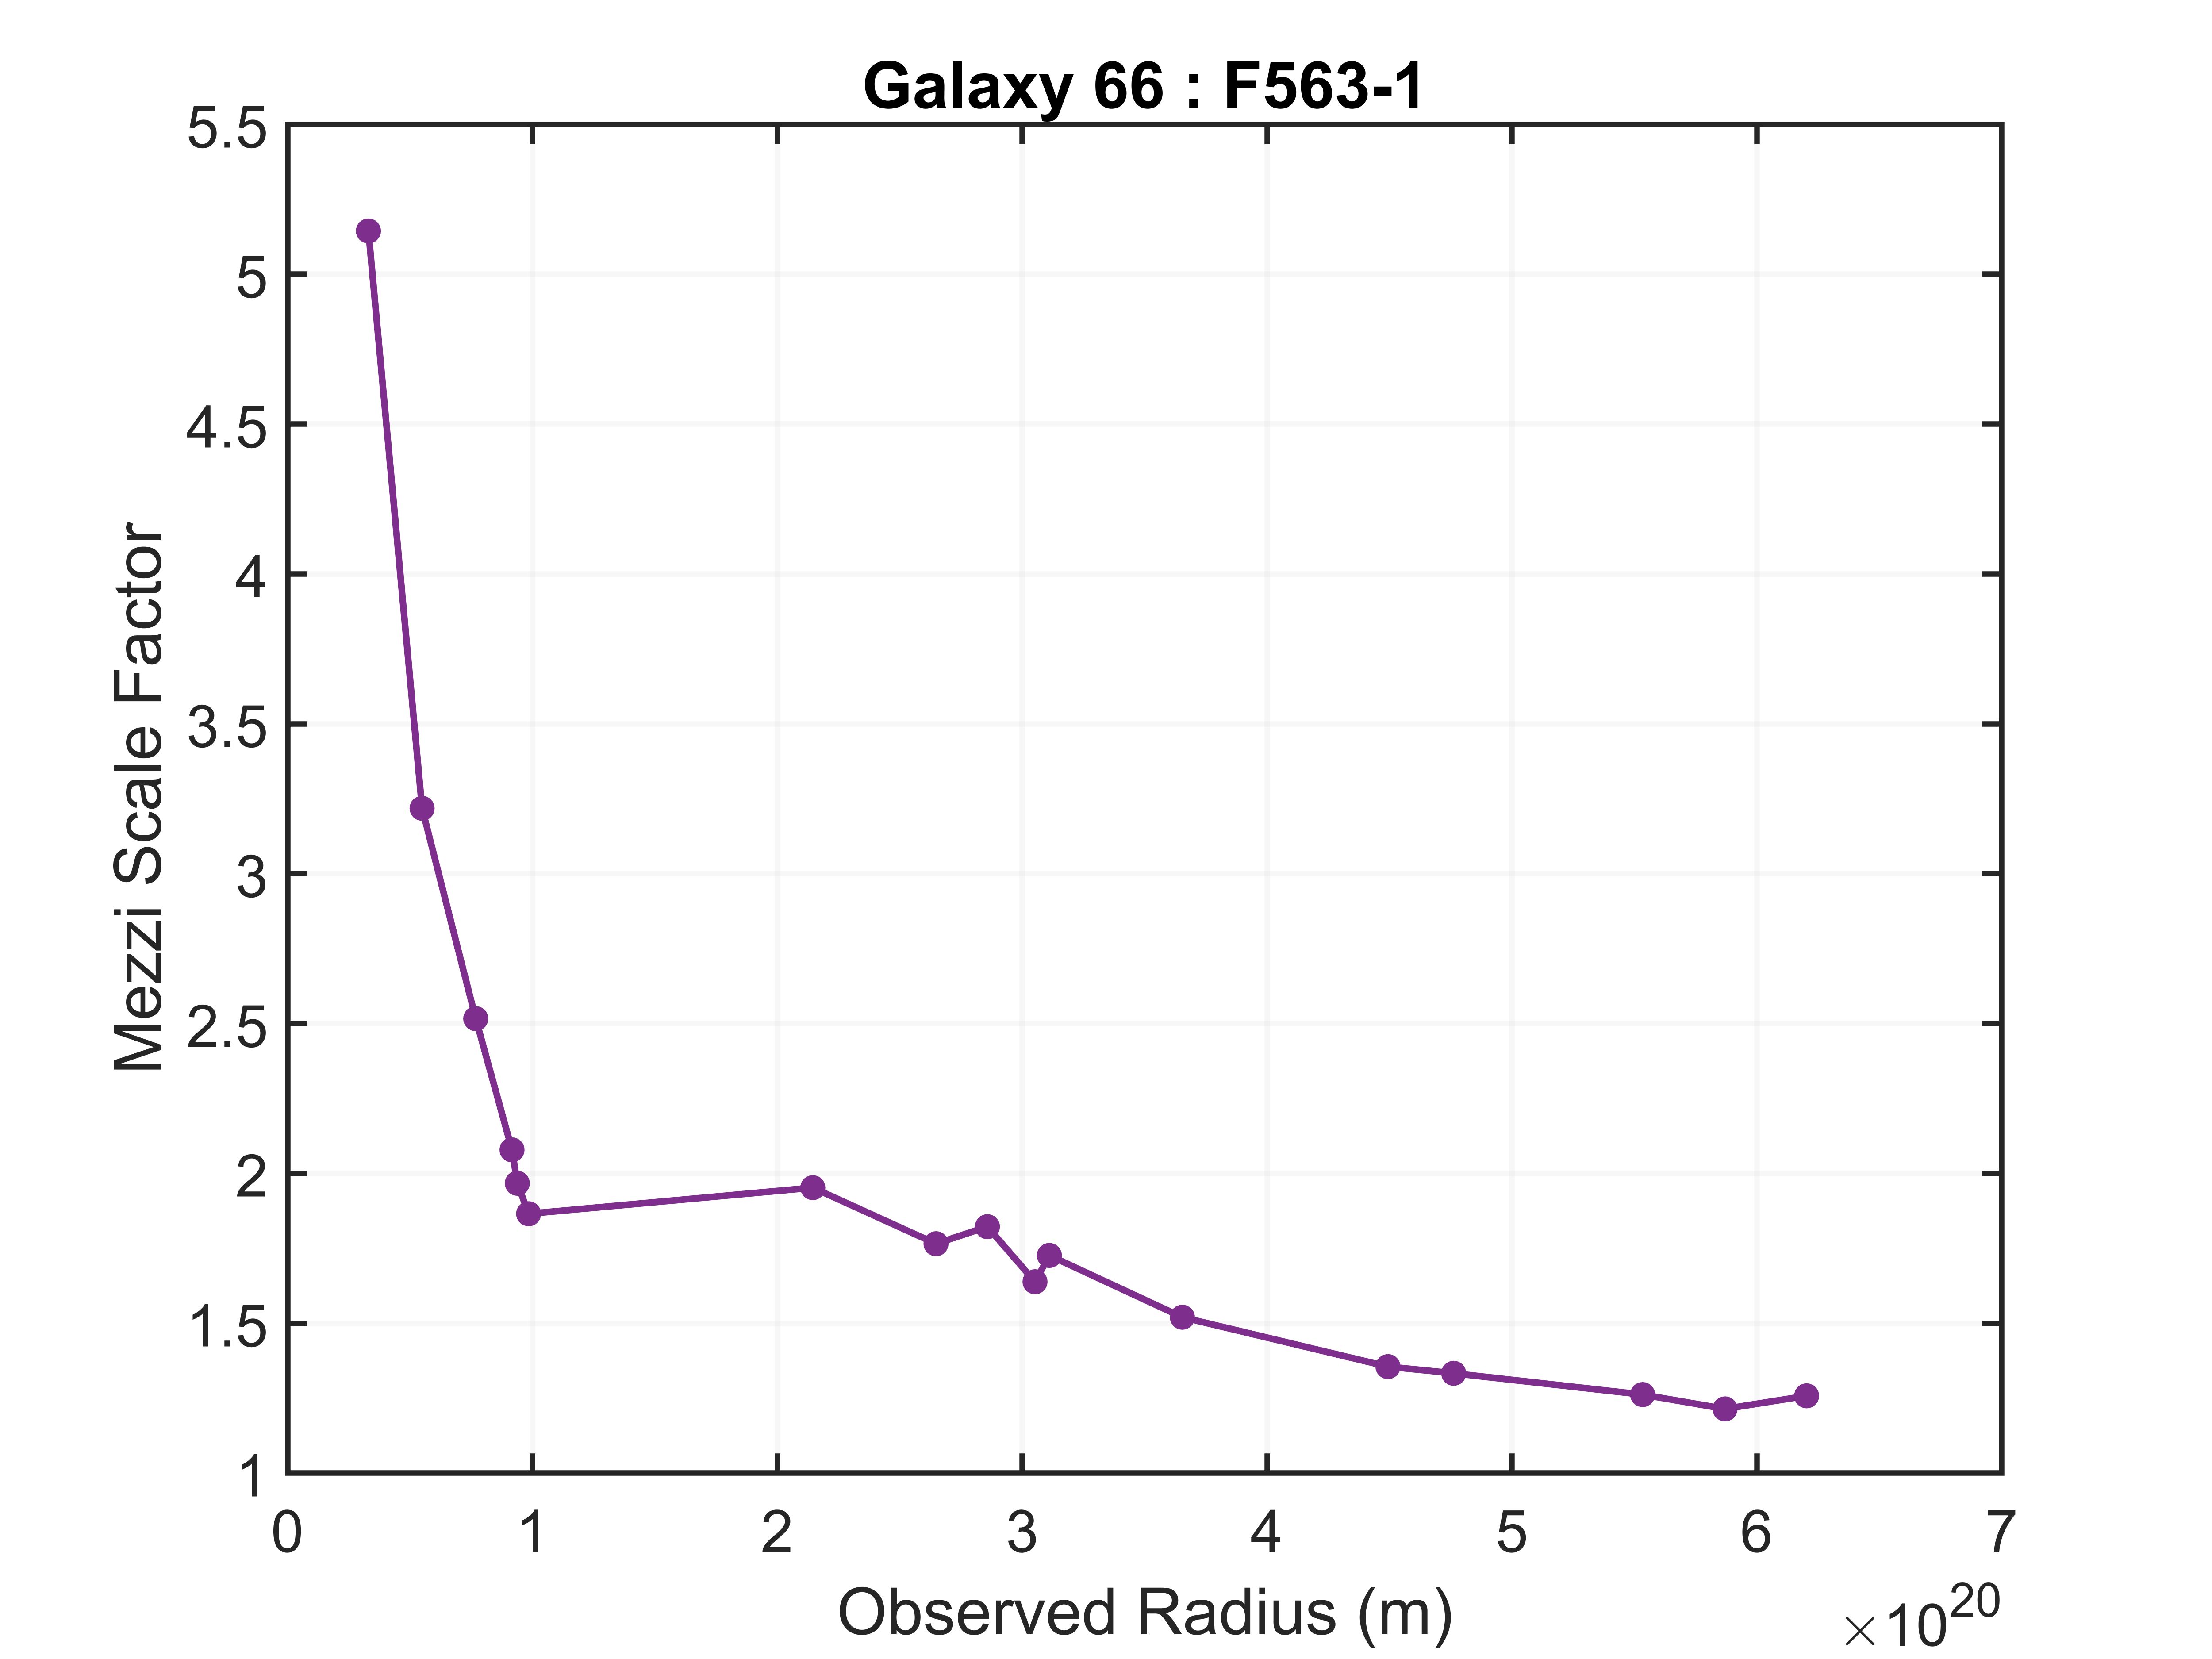 Galaxy 66 : F563-1
5.5
5
4.5
4
3.5
3
2.5
2
1.5
1
Mezzi Scale Factor
0 1 2 3 4 5 6 7
Observed Radius (m)
×10^20